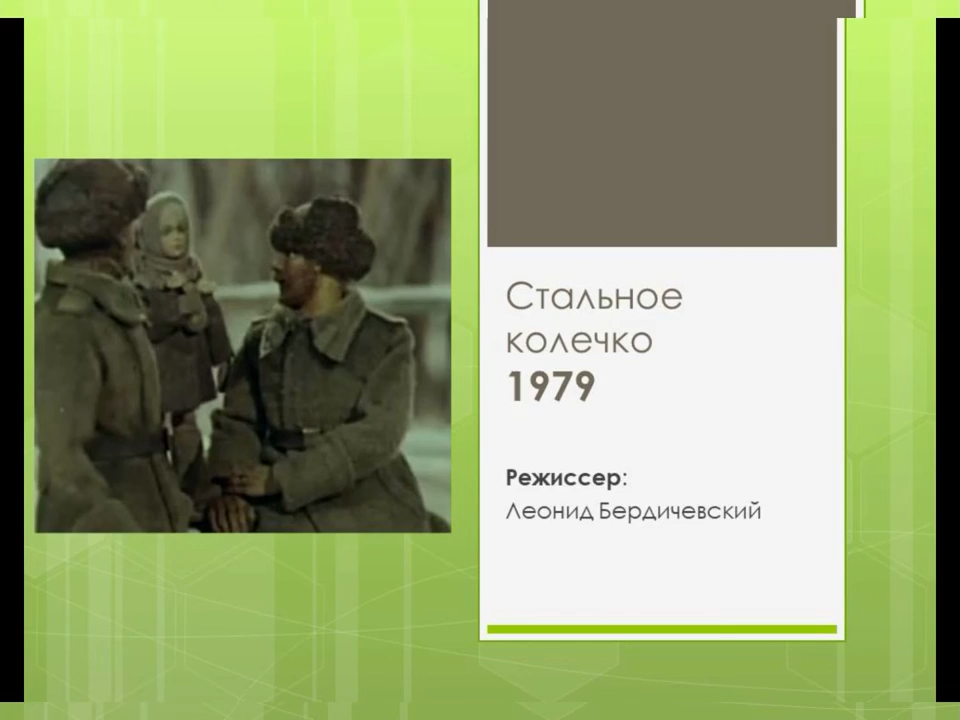 Стальное
колечко
1979
Режиссер:
Леонид Бердичевский